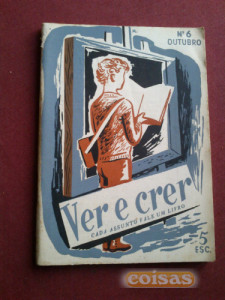 Nº 6
OUTUBRO
Ver e crer
CADA ASSUNTO VALE UM LIVRO
5
ESC.
coisas